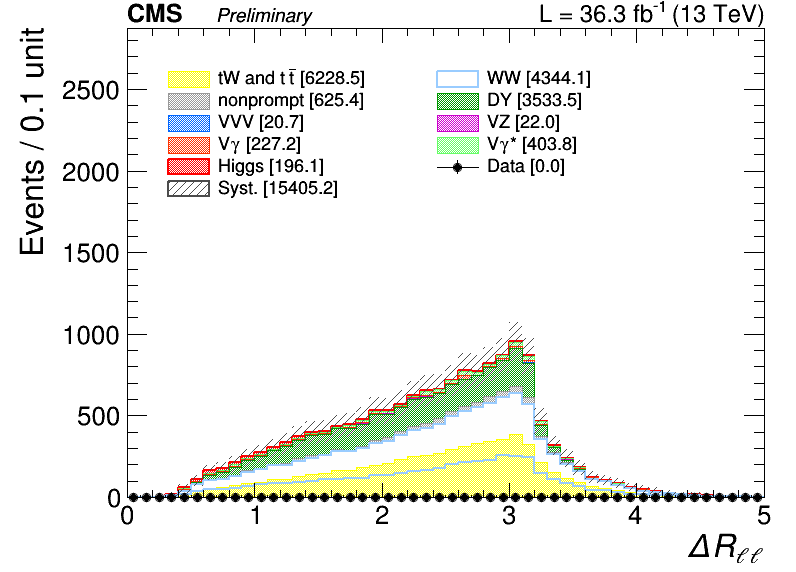 CMS Preliminary L = 36.3 fb⁻¹ (13 TeV)
Events / 0.1 unit
2500
2000
1500
1000
500
0
tW and tt̅ [6228.5]
nonprompt [625.4]
VVV [20.7]
Vγ [227.2]
Higgs [196.1]
Syst. [15405.2]
WW [4344.1]
DY [3533.5]
VZ [22.0]
Vγ* [403.8]
Data [0.0]
0 1 2 3 4 5
ΔRℓℓ